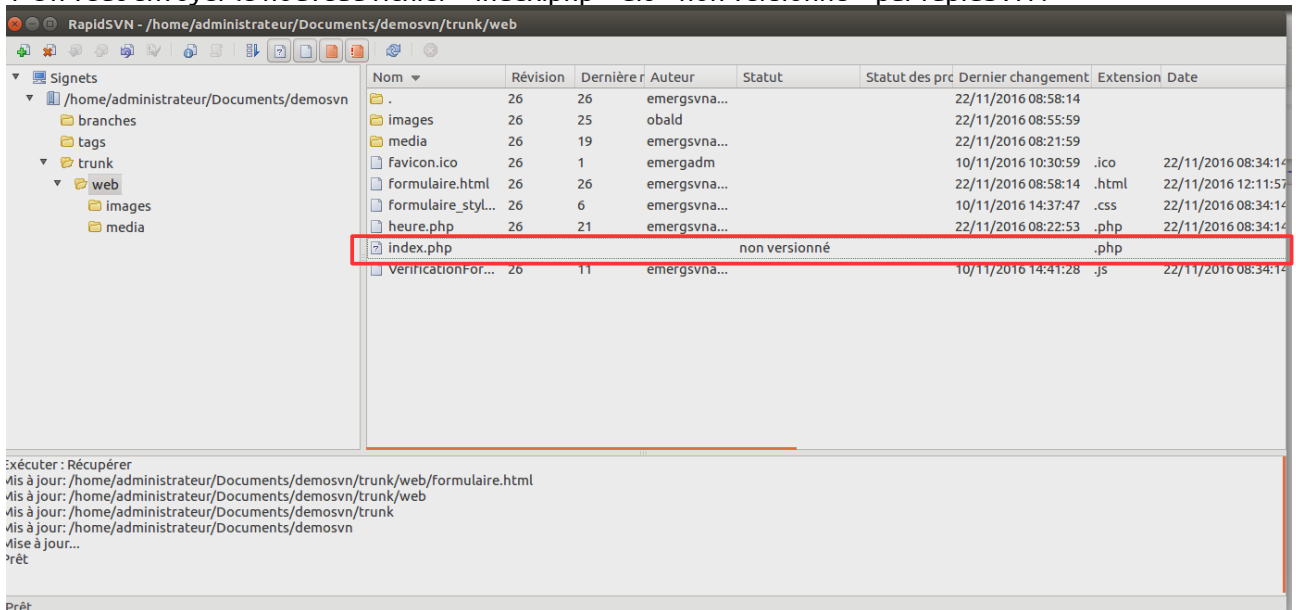 RapidSVN - /home/administrateur/Documents/demosvn/trunk/web
Signets
/home/administrateur/Documents/demosvn
branches
tags
trunk
web
images
media
Nom Révision Dernière r Auteur Statut Statut des pro Dernier changement Extension Date
. 26 26 emergsvna... 22/11/2016 08:58:14
images 26 25 obald 22/11/2016 08:55:59
media 26 19 emergsvna... 22/11/2016 08:21:59
favicon.ico 26 1 emergadm 10/11/2016 10:30:59 .ico 22/11/2016 08:34:14
formulaire.html 26 26 emergsvna... 22/11/2016 08:58:14 .html 22/11/2016 12:11:57
formulaire_styl... 26 6 emergsvna... 10/11/2016 14:37:47 .css 22/11/2016 08:34:14
heure.php 26 21 emergsvna... 22/11/2016 08:22:53 .php 22/11/2016 08:34:14
index.php non versionné .php
VerificationFor... 26 11 emergsvna... 10/11/2016 14:41:28 .js 22/11/2016 08:34:14
Exécuter : Récupérer
Mis à jour: /home/administrateur/Documents/demosvn/trunk/web/formulaire.html
Mis à jour: /home/administrateur/Documents/demosvn/trunk/web
Mis à jour: /home/administrateur/Documents/demosvn/trunk
Mis à jour: /home/administrateur/Documents/demosvn
Mise à jour...
Prêt
Prêt